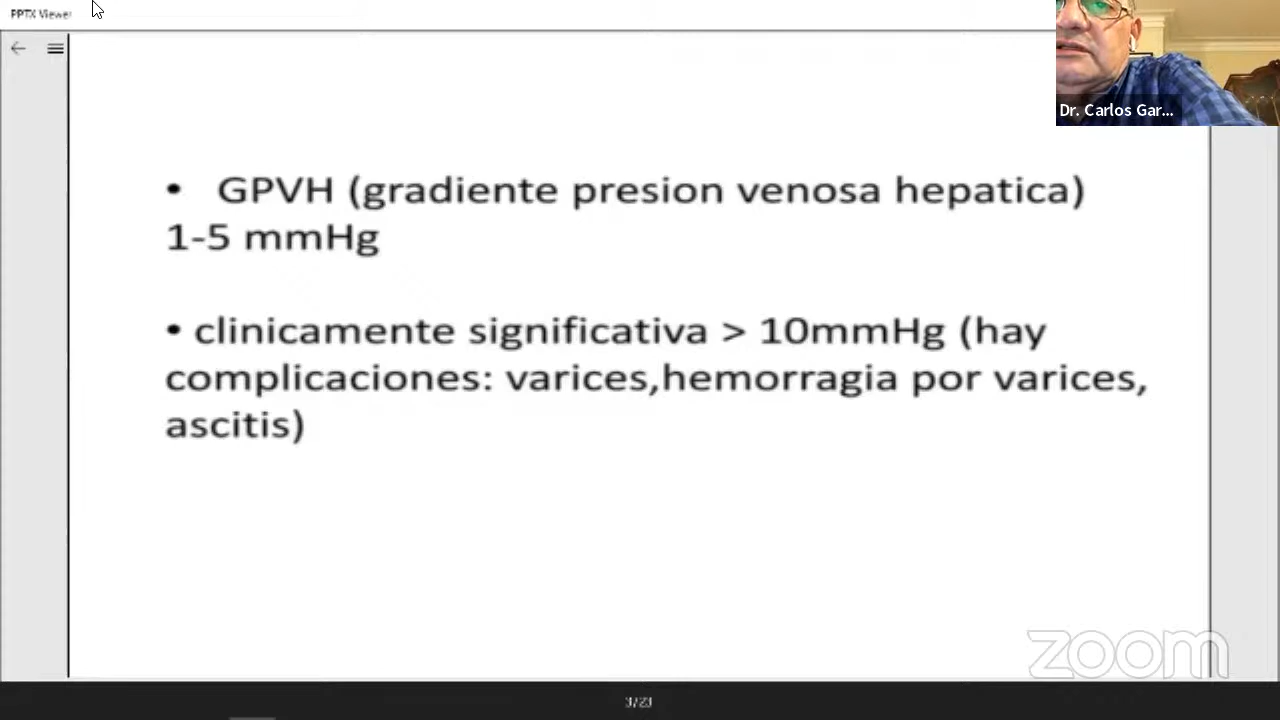 PPTX Viewer
Dr. Carlos Gar...
• GPVH (gradiente presion venosa hepatica)
1-5 mmHg
• clinicamente significativa > 10mmHg (hay
complicaciones: varices,hemorragia por varices,
ascitis)
zoom
3/23